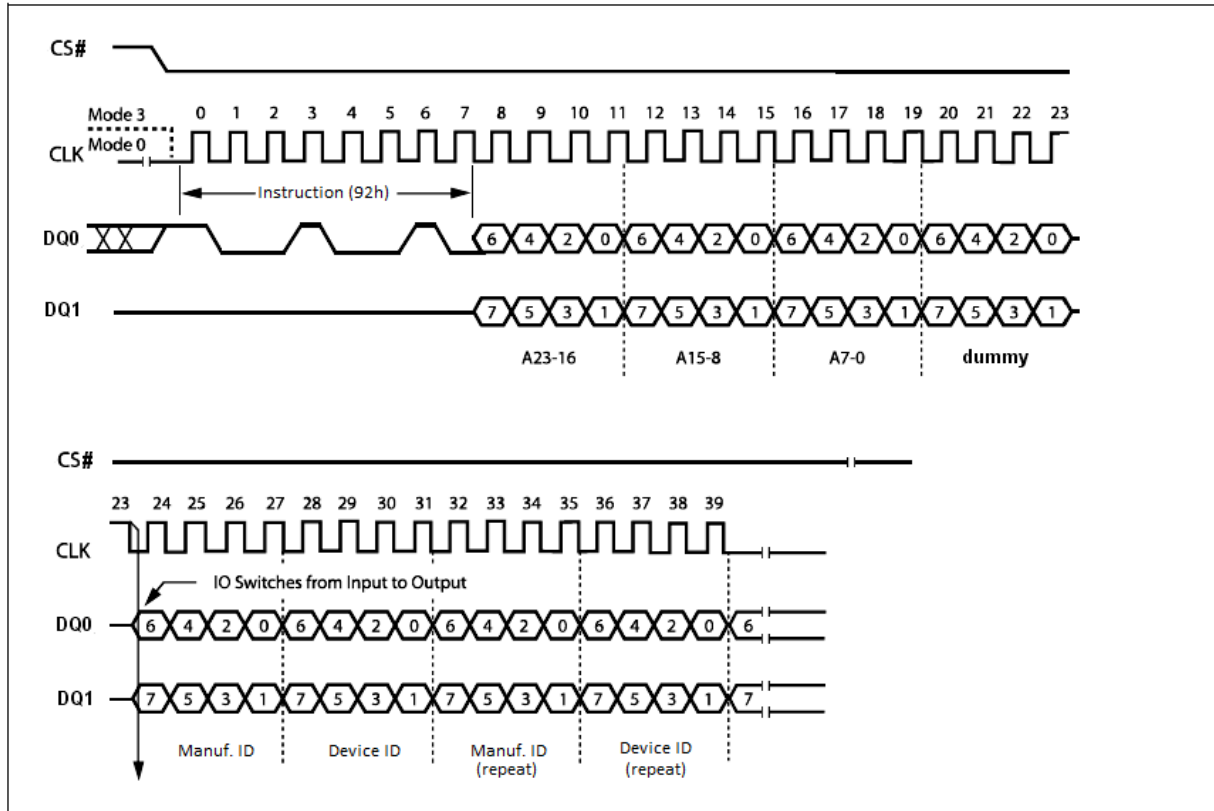 CS#
Mode 3
0 1 2 3 4 5 6 7 8 9 10 11 12 13 14 15 16 17 18 19 20 21 22 23
Mode 0
CLK
Instruction (92h)
DQ0 6 4 2 0 6 4 2 0 6 4 2 0 6 4 2 0
DQ1 7 5 3 1 7 5 3 1 7 5 3 1 7 5 3 1
A23-16 A15-8 A7-0 dummy
CS#
23 24 25 26 27 28 29 30 31 32 33 34 35 36 37 38 39
CLK
IO Switches from Input to Output
DQ0 6 4 2 0 6 4 2 0 6 4 2 0 6 4 2 0 6
DQ1 7 5 3 1 7 5 3 1 7 5 3 1 7 5 3 1 7
Manuf. ID Device ID Manuf. ID Device ID
(repeat) (repeat)